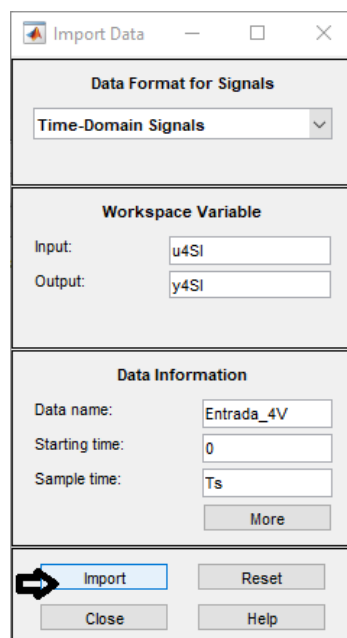 Import Data
Data Format for Signals
Time-Domain Signals
Workspace Variable
Input: u4SI
Output: y4SI
Data Information
Data name: Entrada_4V
Starting time: 0
Sample time: Ts
More
Import Reset
Close Help